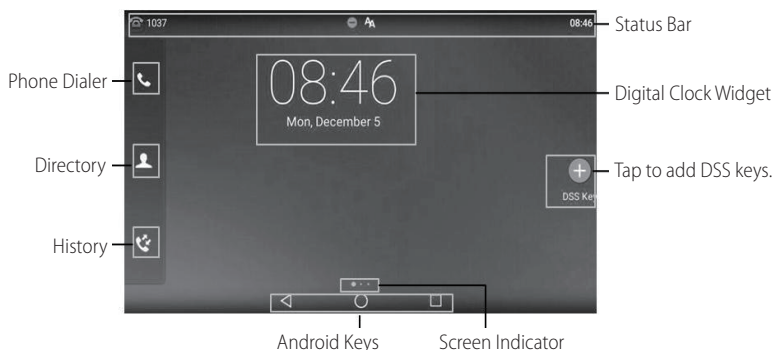 1037
08:46
Status Bar
Phone Dialer
08:46
Mon, December 5
Digital Clock Widget
Directory
Tap to add DSS keys.
DSS Key
History
Android Keys
Screen Indicator